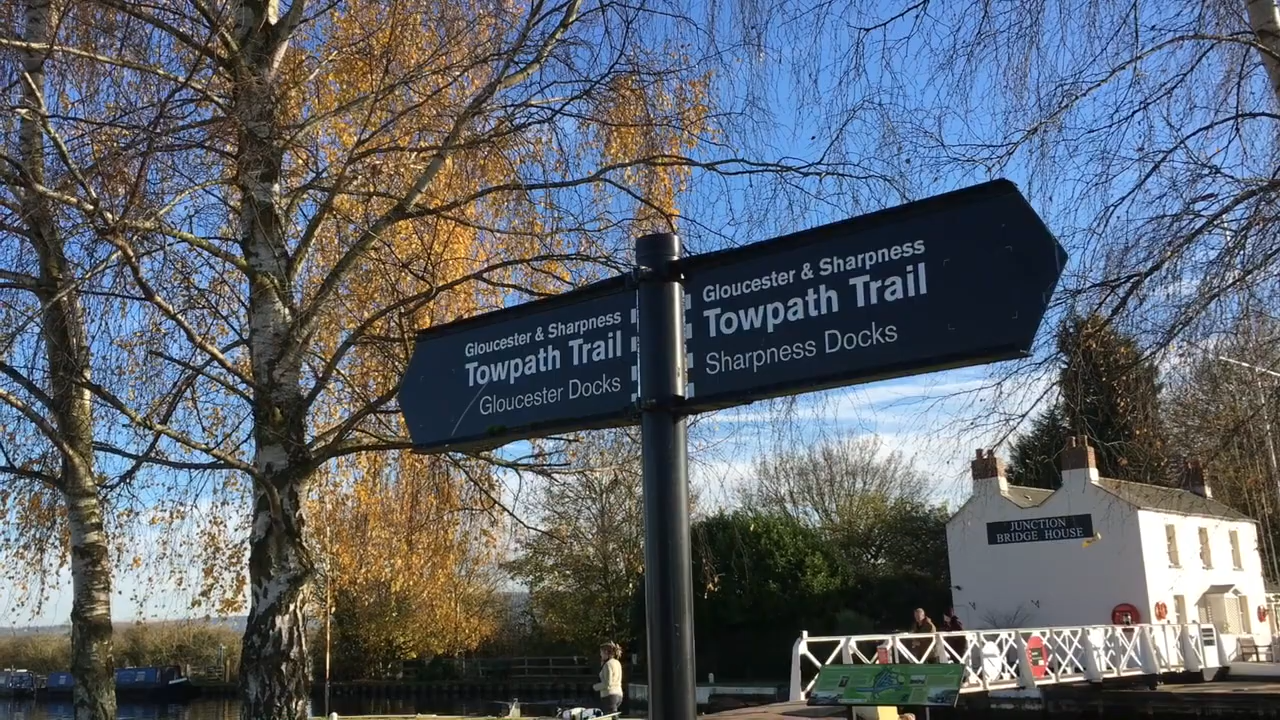 Gloucester & Sharpness
Towpath Trail
Gloucester Docks
Gloucester & Sharpness
Towpath Trail
Sharpness Docks
JUNCTION
BRIDGE HOUSE